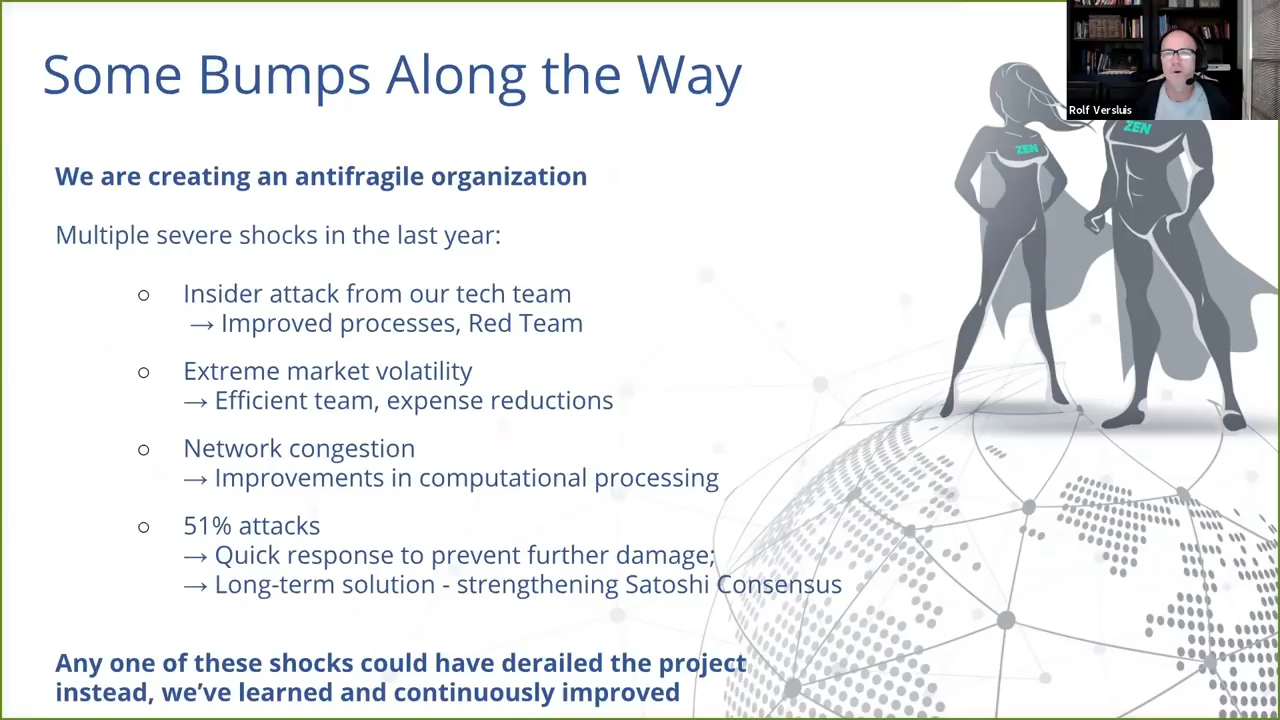 Some Bumps Along the Way
Rolf Versluis
ZEN
ZEN
We are creating an antifragile organization
Multiple severe shocks in the last year:
○ Insider attack from our tech team
→ Improved processes, Red Team
○ Extreme market volatility
→ Efficient team, expense reductions
○ Network congestion
→ Improvements in computational processing
○ 51% attacks
→ Quick response to prevent further damage;
→ Long-term solution - strengthening Satoshi Consensus
Any one of these shocks could have derailed the project
instead, we’ve learned and continuously improved